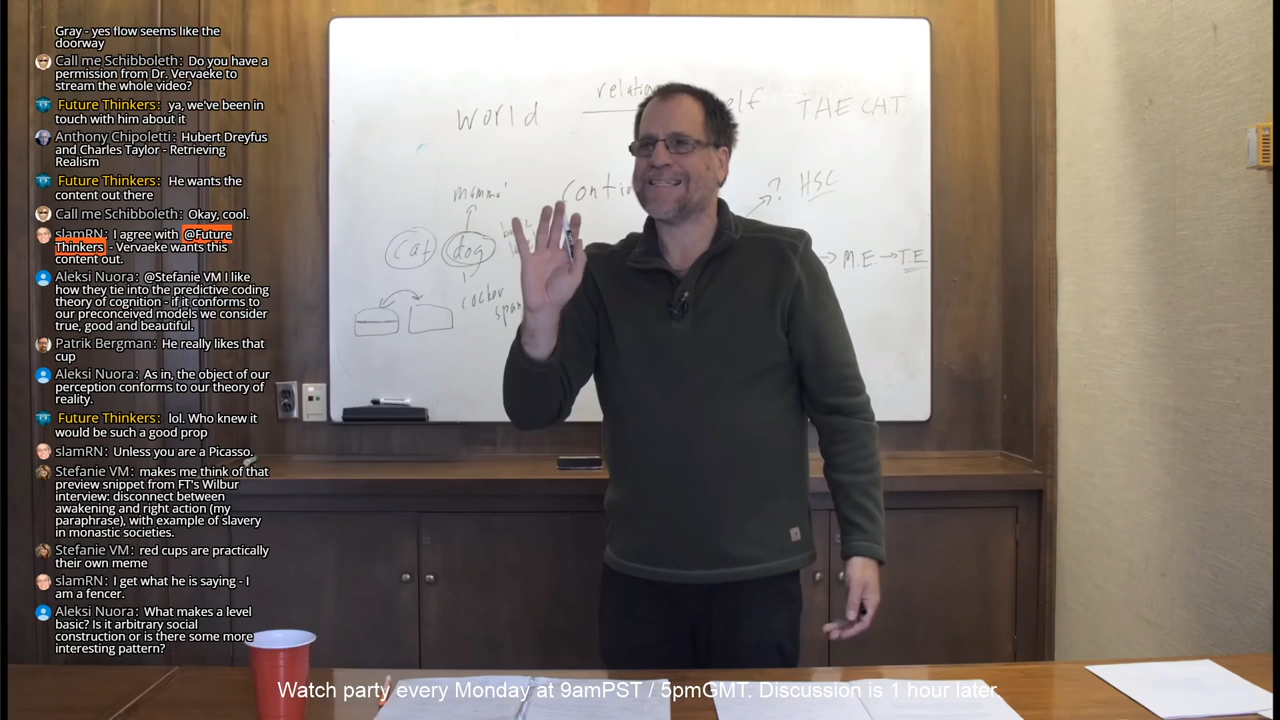 Gray - yes flow seems like the
doorway
Call me Schibboleth: Do you have a
permission from Dr. Vervaeke to
stream the whole video?
Future Thinkers: ya, we've been in
touch with him about it
Anthony Chipoletti: Hubert Dreyfus
and Charles Taylor - Retrieving
Realism
Future Thinkers: He wants the
content out there
Call me Schibboleth: Okay, cool.
slamRN: I agree with @Future
Thinkers - Vervaeke wants this
content out.
Aleksi Nuora: @Stefanie VM I like
how they tie into the predictive coding
theory of cognition - if it conforms to
our preconceived models we consider
true, good and beautiful.
Patrik Bergman: He really likes that
cup
Aleksi Nuora: As in, the object of our
perception conforms to our theory of
reality.
Future Thinkers: lol. Who knew it
would be such a good prop
slamRN: Unless you are a Picasso.
Stefanie VM: makes me think of that
preview snippet from FT's Wilbur
interview: disconnect between
awakening and right action (my
paraphrase), with example of slavery
in monastic societies.
Stefanie VM: red cups are practically
their own meme
slamRN: I get what he is saying - I
am a fencer.
Aleksi Nuora: What makes a level
basic? Is it arbitrary social
construction or is there some more
interesting pattern?
world relatio elf THE CAT
contin ? HSC
cat dog
M.E. → T.E
cocker
span
Watch party every Monday at 9amPST / 5pmGMT. Discussion is 1 hour later.